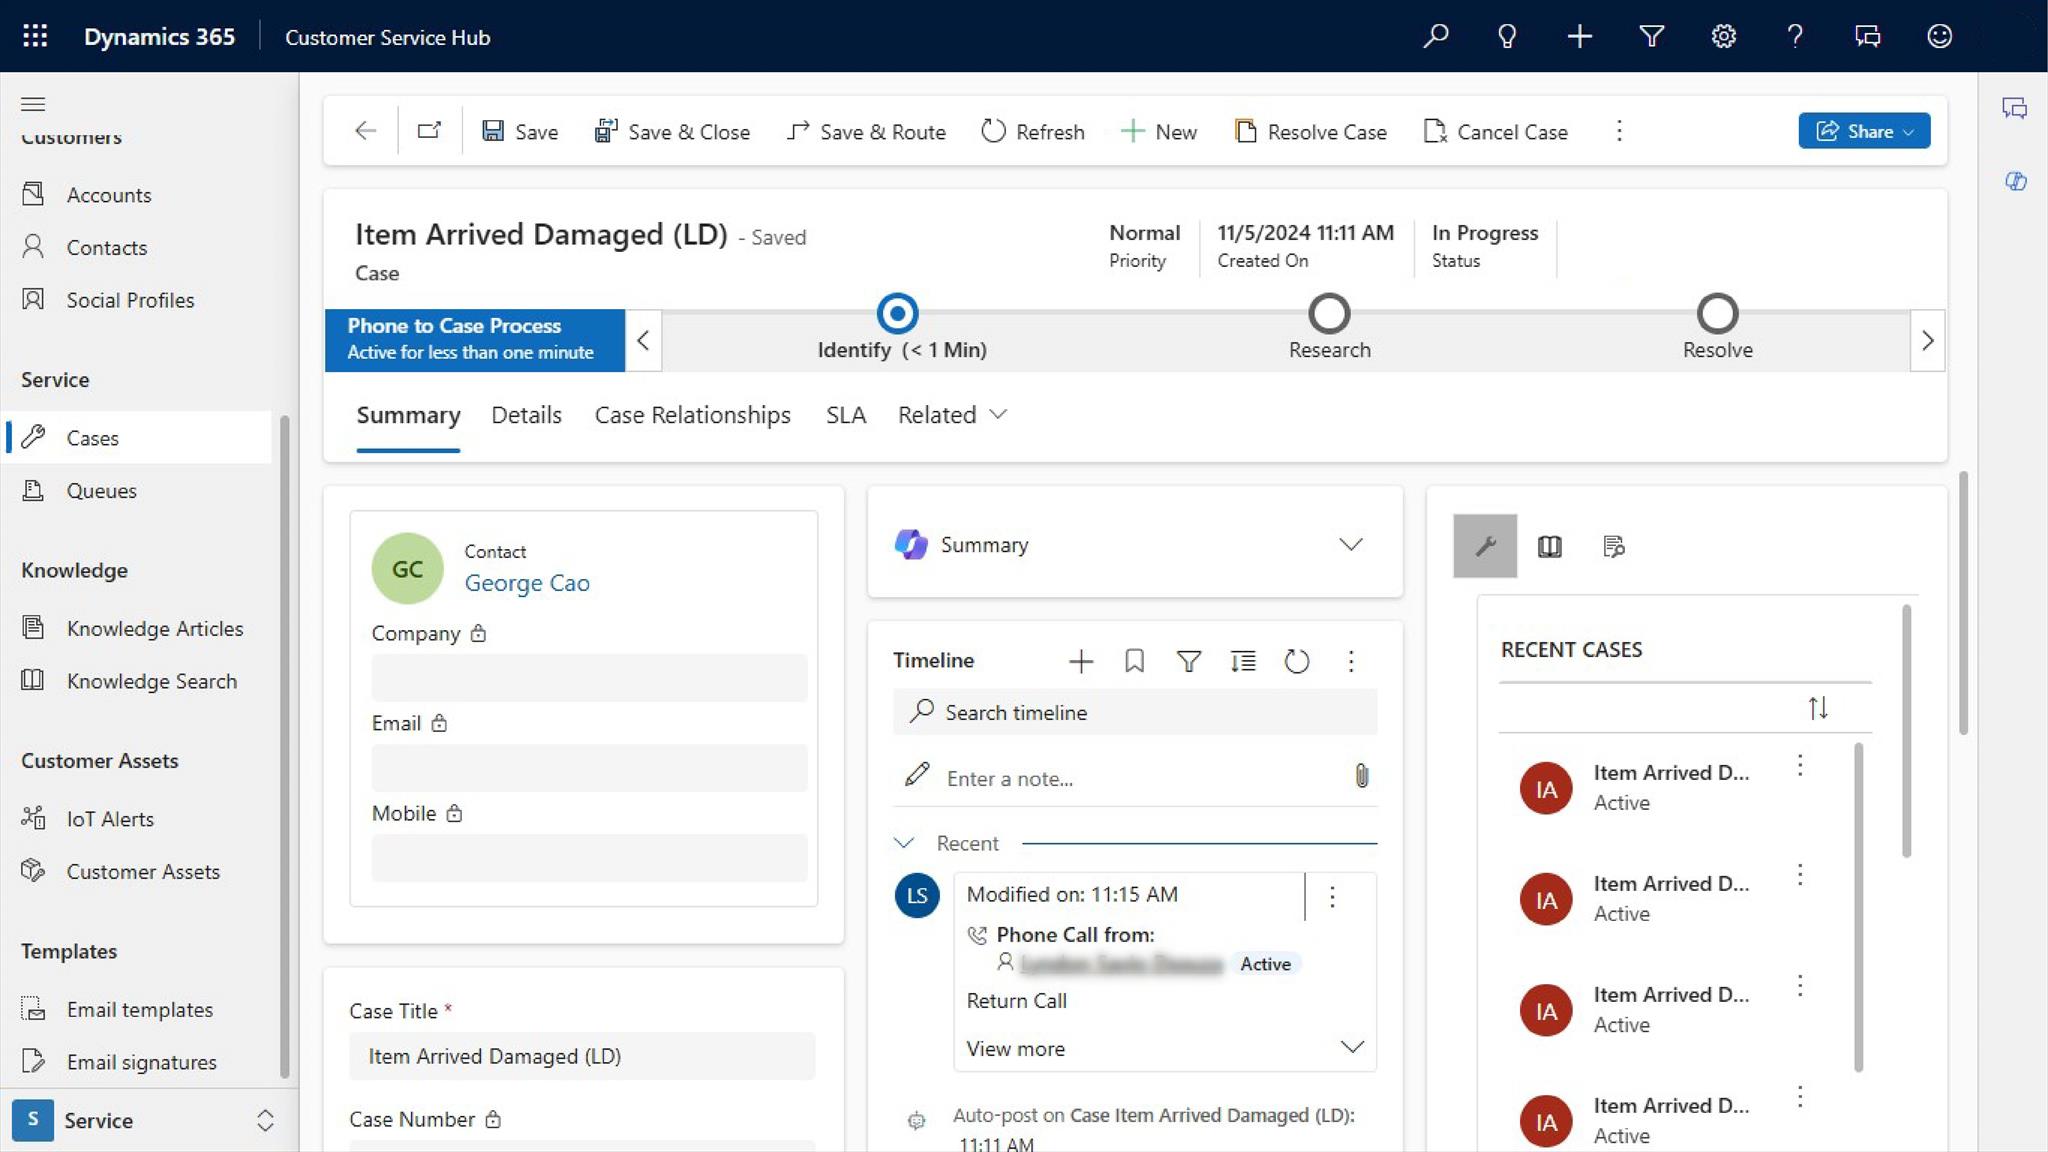 Dynamics 365
Customer Service Hub
Customers
Accounts
Contacts
Social Profiles
Service
Cases
Queues
Knowledge
Knowledge Articles
Knowledge Search
Customer Assets
IoT Alerts
Customer Assets
Templates
Email templates
Email signatures
S Service
Save
Save & Close
Save & Route
Refresh
New
Resolve Case
Cancel Case
Share
Item Arrived Damaged (LD) - Saved
Case
Normal
Priority
11/5/2024 11:11 AM
Created On
In Progress
Status
Phone to Case Process
Active for less than one minute
Identify (< 1 Min)
Research
Resolve
Summary
Details
Case Relationships
SLA
Related
GC
Contact
George Cao
Company
Email
Mobile
Case Title *
Item Arrived Damaged (LD)
Case Number
Summary
Timeline
Search timeline
Enter a note...
Recent
LS
Modified on: 11:15 AM
Phone Call from:
Active
Return Call
View more
Auto-post on Case Item Arrived Damaged (LD):
11:11 AM
RECENT CASES
IA
Item Arrived D...
Active
IA
Item Arrived D...
Active
IA
Item Arrived D...
Active
IA
Item Arrived D...
Active